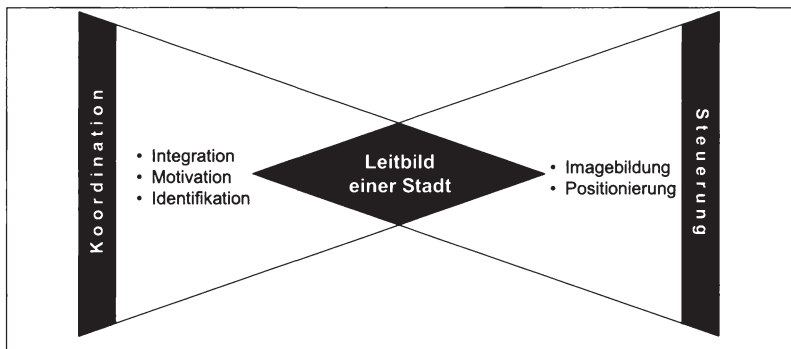 Koordination
• Integration
• Motivation
• Identifikation
Leitbild
einer Stadt
• Imagebildung
• Positionierung
Steuerung